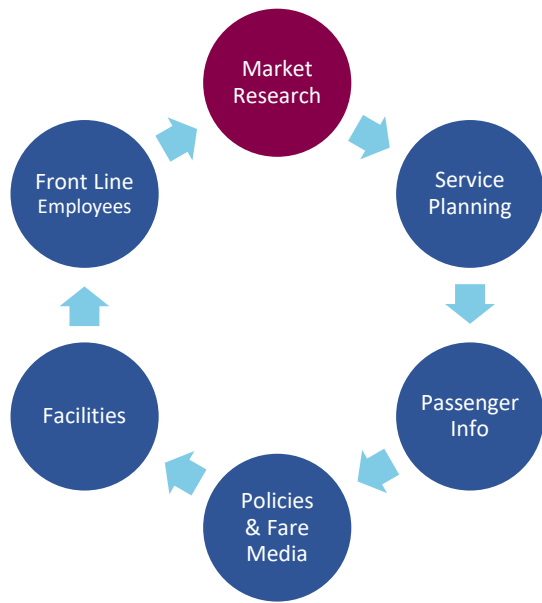 Market
Research
Service
Planning
Passenger
Info
Policies
& Fare
Media
Facilities
Front Line
Employees